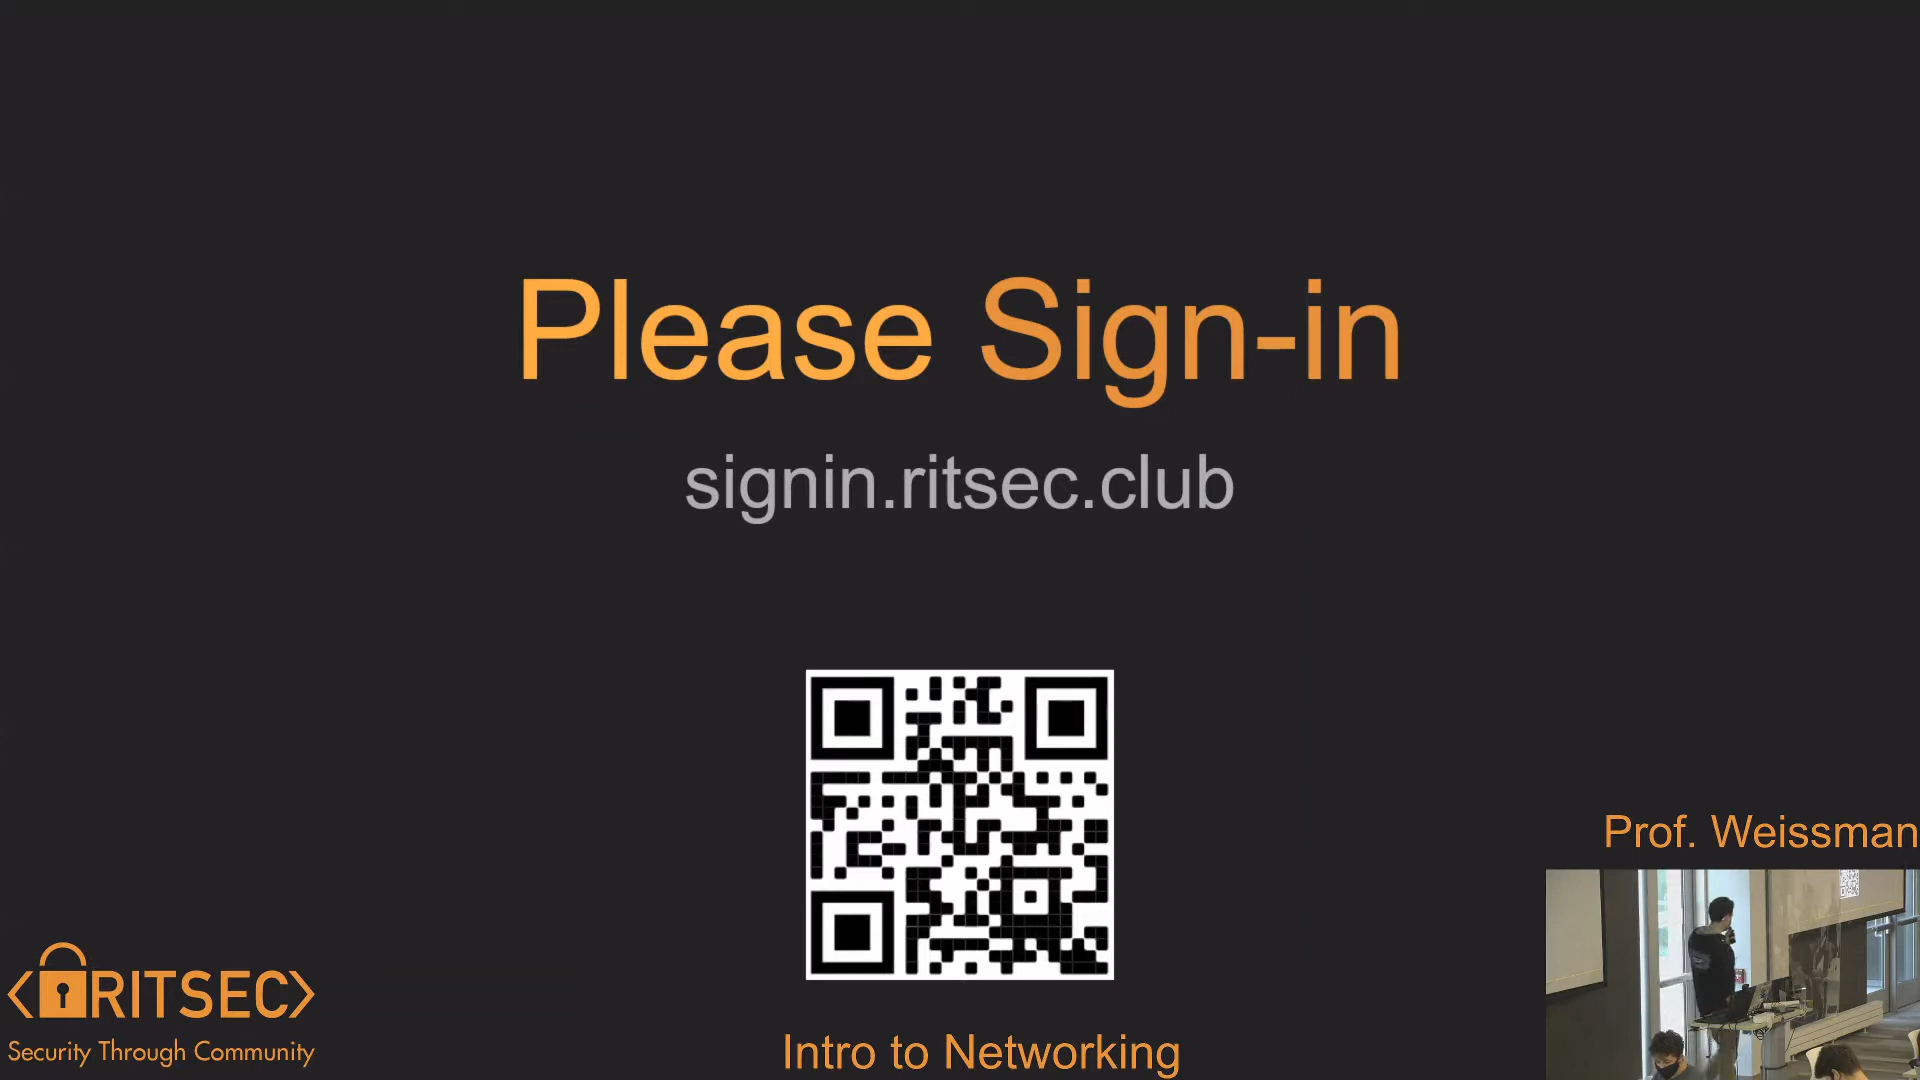 Please Sign-in
signin.ritsec.club
Prof. Weissman
RITSEC
Security Through Community
Intro to Networking